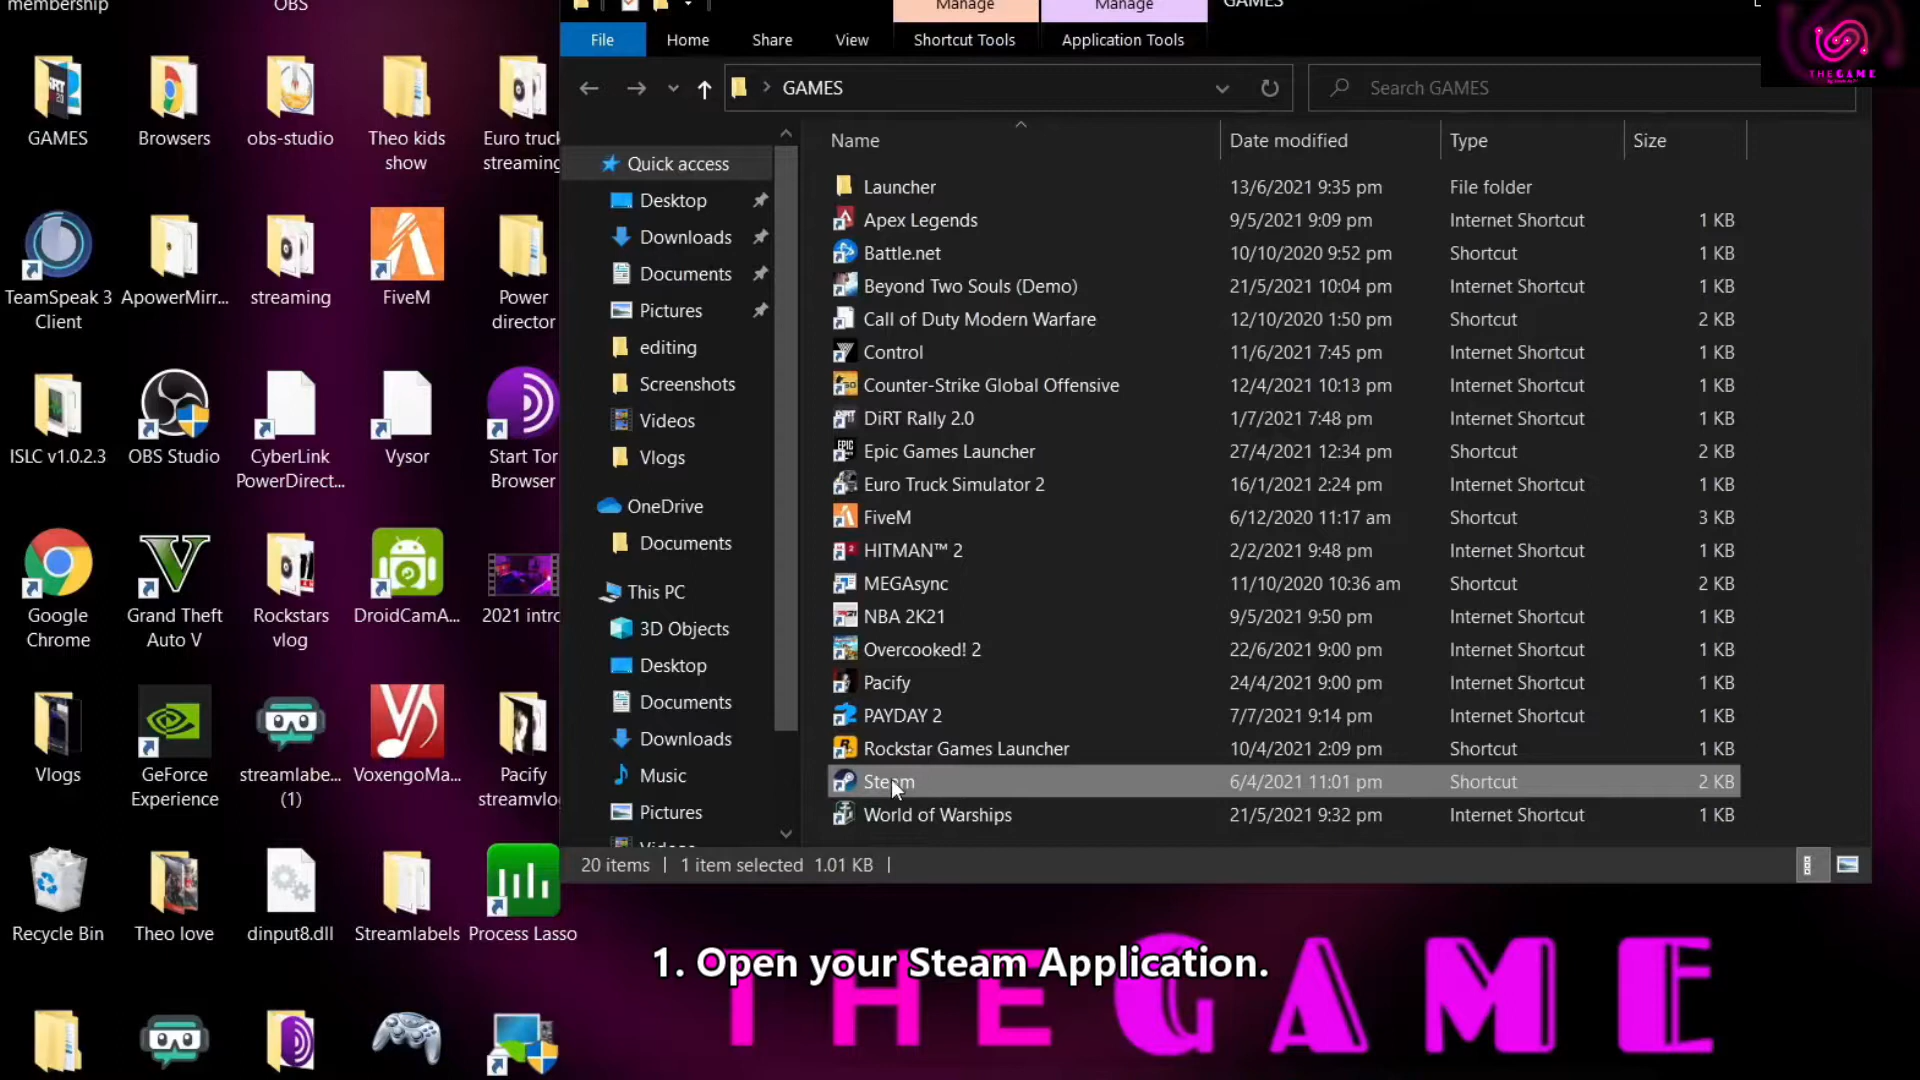 membership
OBS
GAMES
Browsers
obs-studio
Theo kids
show
Euro truck
streaming
TeamSpeak 3
Client
ApowerMirr...
streaming
FiveM
Power
director
ISLC v1.0.2.3
OBS Studio
CyberLink
PowerDirect...
Vysor
Start Tor
Browser
Google
Chrome
Grand Theft
Auto V
Rockstars
vlog
DroidCamA...
2021 intro
Vlogs
GeForce
Experience
streamlabe...
(1)
VoxengoMa...
Pacify
streamvlog
Recycle Bin
Theo love
dinput8.dll
Streamlabels
Process Lasso
Manage
Manage
GAMES
File
Home
Share
View
Shortcut Tools
Application Tools
GAMES
Search GAMES
THE GAME
Quick access
Desktop
Downloads
Documents
Pictures
editing
Screenshots
Videos
Vlogs
OneDrive
Documents
This PC
3D Objects
Desktop
Documents
Downloads
Music
Pictures
Videos
Name Date modified Type Size
Launcher 13/6/2021 9:35 pm File folder
Apex Legends 9/5/2021 9:09 pm Internet Shortcut 1 KB
Battle.net 10/10/2020 9:52 pm Shortcut 1 KB
Beyond Two Souls (Demo) 21/5/2021 10:04 pm Internet Shortcut 1 KB
Call of Duty Modern Warfare 12/10/2020 1:50 pm Shortcut 2 KB
Control 11/6/2021 7:45 pm Internet Shortcut 1 KB
Counter-Strike Global Offensive 12/4/2021 10:13 pm Internet Shortcut 1 KB
DiRT Rally 2.0 1/7/2021 7:48 pm Internet Shortcut 1 KB
Epic Games Launcher 27/4/2021 12:34 pm Shortcut 2 KB
Euro Truck Simulator 2 16/1/2021 2:24 pm Internet Shortcut 1 KB
FiveM 6/12/2020 11:17 am Shortcut 3 KB
HITMAN™ 2 2/2/2021 9:48 pm Internet Shortcut 1 KB
MEGAsync 11/10/2020 10:36 am Shortcut 2 KB
NBA 2K21 9/5/2021 9:50 pm Internet Shortcut 1 KB
Overcooked! 2 22/6/2021 9:00 pm Internet Shortcut 1 KB
Pacify 24/4/2021 9:00 pm Internet Shortcut 1 KB
PAYDAY 2 7/7/2021 9:14 pm Internet Shortcut 1 KB
Rockstar Games Launcher 10/4/2021 2:09 pm Shortcut 1 KB
Steam 6/4/2021 11:01 pm Shortcut 2 KB
World of Warships 21/5/2021 9:32 pm Internet Shortcut 1 KB
20 items 1 item selected 1.01 KB
1. Open your Steam Application.
THE GAME